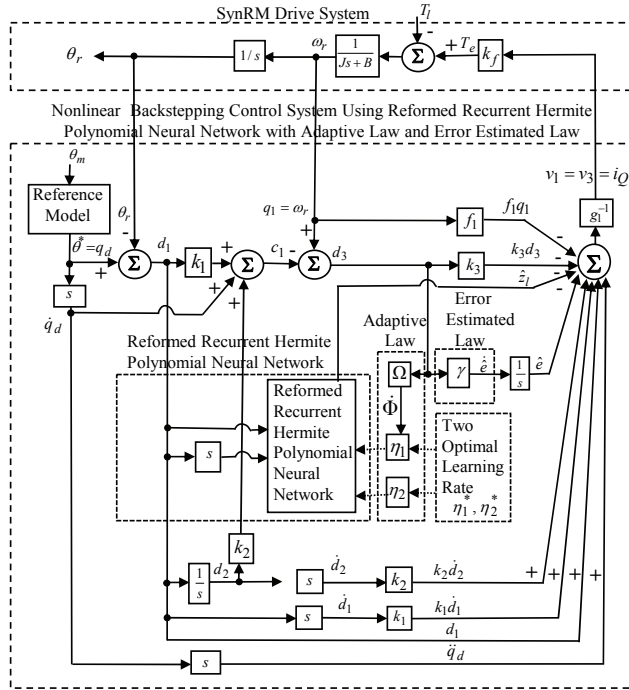 SynRM Drive System
T_l
θ_r
1/s
ω_r
1
Js + B
-
Σ
+ T_e
k_f
Nonlinear Backstepping Control System Using Reformed Recurrent Hermite
Polynomial Neural Network with Adaptive Law and Error Estimated Law
θ_m
Reference
Model
v_1 = v_3 = i_Q
g_1^{-1}
θ_r
q_1 = ω_r
f_1
f_1q_1
θ^* = q_d
-
+
Σ
d_1
k_1
+
+
+
Σ
c_1
-
+
Σ
d_3
k_3
k_3d_3
ẑ_l
-
-
-
-
Σ
s
q̇_d
Reformed Recurrent Hermite
Polynomial Neural Network
Adaptive
Law
Error
Estimated
Law
Reformed
Recurrent
Hermite
Polynomial
Neural
Network
s
Ω
Φ̇
η_1
η_2
γ
ė̂
1
s
ê
Two
Optimal
Learning
Rate
η_1^*, η_2^*
k_2
1
s
d_2
s
ḋ_2
k_2
k_2ḋ_2
+ + + +
s
ḋ_1
k_1
k_1ḋ_1
d_1
s
q̈_d